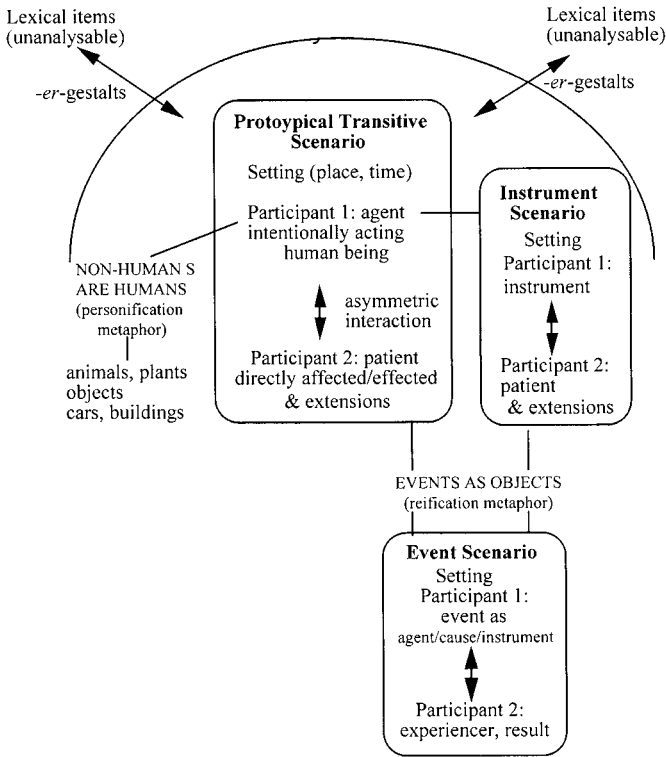 Lexical items
(unanalysable)
-er-gestalts
Lexical items
(unanalysable)
-er-gestalts
Protoypical Transitive
Scenario
Setting (place, time)
Participant 1: agent
intentionally acting
human being
asymmetric
interaction
Participant 2: patient
directly affected/effected
& extensions
Instrument
Scenario
Setting
Participant 1:
instrument
Participant 2:
patient
& extensions
NON-HUMAN S
ARE HUMANS
(personification
metaphor)
animals, plants
objects
cars, buildings
EVENTS AS OBJECTS
(reification metaphor)
Event Scenario
Setting
Participant 1:
event as
agent/cause/instrument
Participant 2:
experiencer, result